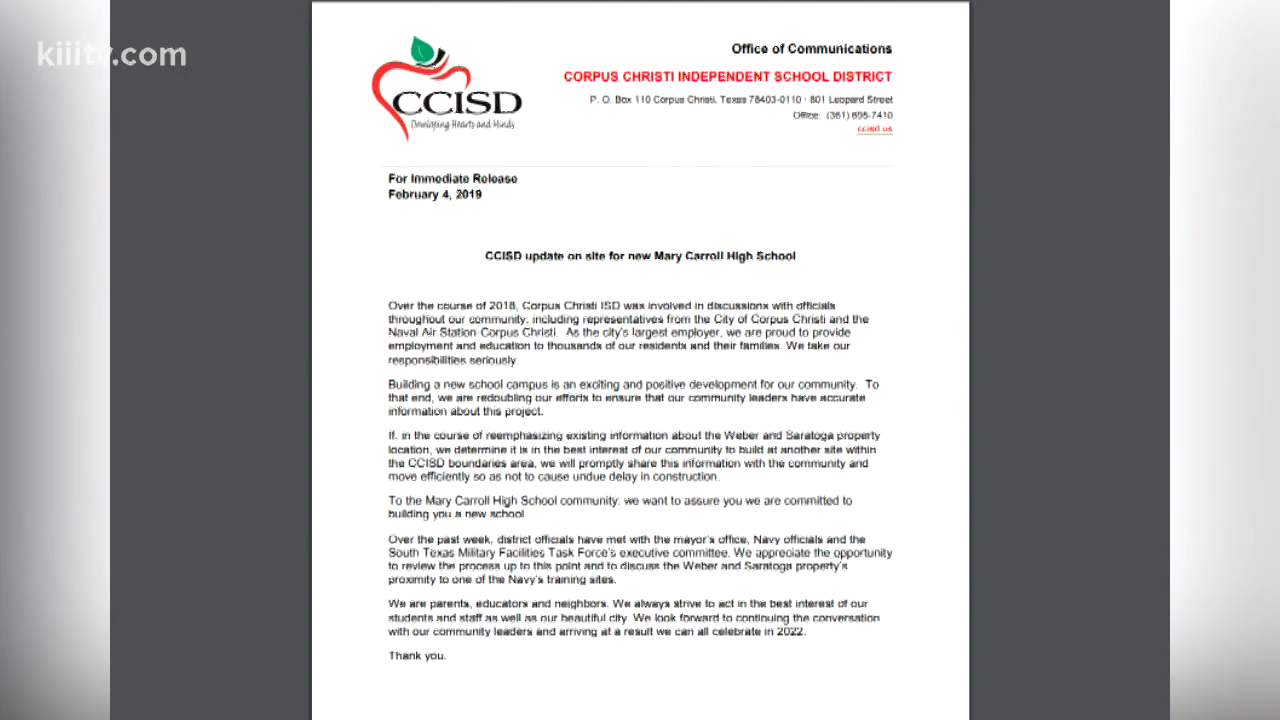 kiiitv.com
CCISD
Developing Hearts and Minds
Office of Communications
CORPUS CHRISTI INDEPENDENT SCHOOL DISTRICT
P. O. Box 110 Corpus Christi, Texas 78403-0110 · 801 Leopard Street
Office: (361) 695-7410
ccisd.us
For Immediate Release
February 4, 2019
CCISD update on site for new Mary Carroll High School
Over the course of 2018, Corpus Christi ISD was involved in discussions with officials
throughout our community, including representatives from the City of Corpus Christi and the
Naval Air Station-Corpus Christi. As the city's largest employer, we are proud to provide
employment and education to thousands of our residents and their families. We take our
responsibilities seriously.
Building a new school campus is an exciting and positive development for our community. To
that end, we are redoubling our efforts to ensure that our community leaders have accurate
information about this project.
If, in the course of reemphasizing existing information about the Weber and Saratoga property
location, we determine it is in the best interest of our community to build at another site within
the CCISD boundaries area, we will promptly share this information with the community and
move efficiently so as not to cause undue delay in construction.
To the Mary Carroll High School community: we want to assure you we are committed to
building you a new school.
Over the past week, district officials have met with the mayor's office, Navy officials and the
South Texas Military Facilities Task Force's executive committee. We appreciate the opportunity
to review the process up to this point and to discuss the Weber and Saratoga property's
proximity to one of the Navy's training sites.
We are parents, educators and neighbors. We always strive to act in the best interest of our
students and staff as well as our beautiful city. We look forward to continuing the conversation
with our community leaders and arriving at a result we can all celebrate in 2022.
Thank you.